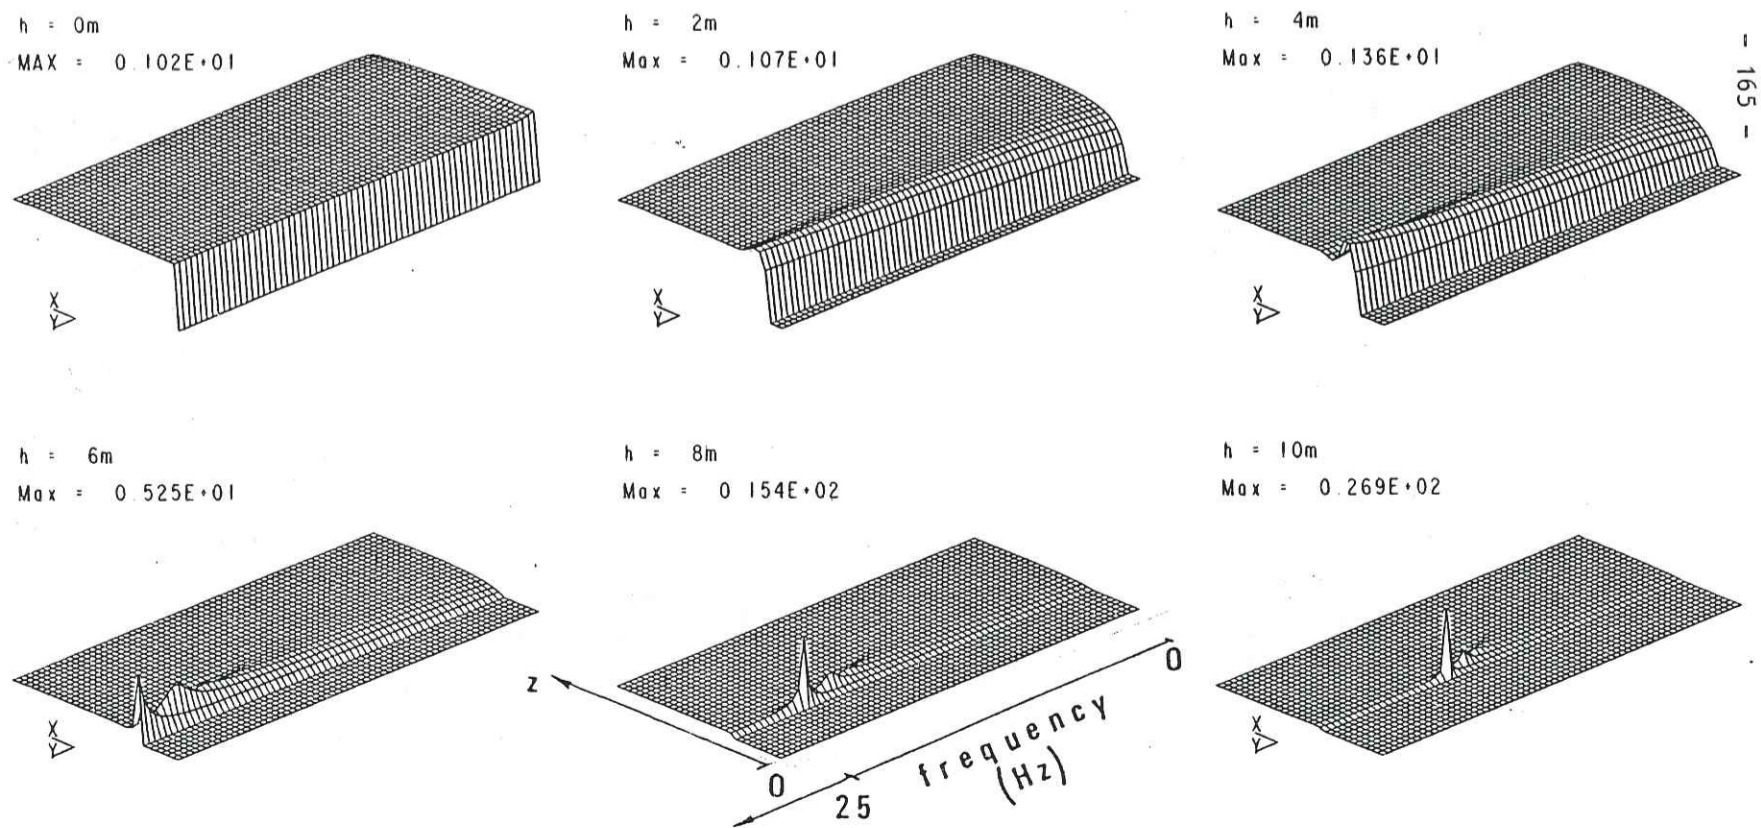 h = 0m
MAX = 0.102E+01
h = 2m
Max = 0.107E+01
h = 4m
Max = 0.136E+01
- 165 -
X
Y
X
Y
X
Y
h = 6m
Max = 0.525E+01
h = 8m
Max = 0 154E+02
h = 10m
Max = 0.269E+02
X
Y
z
0
25
frequency
(Hz)
0
X
Y